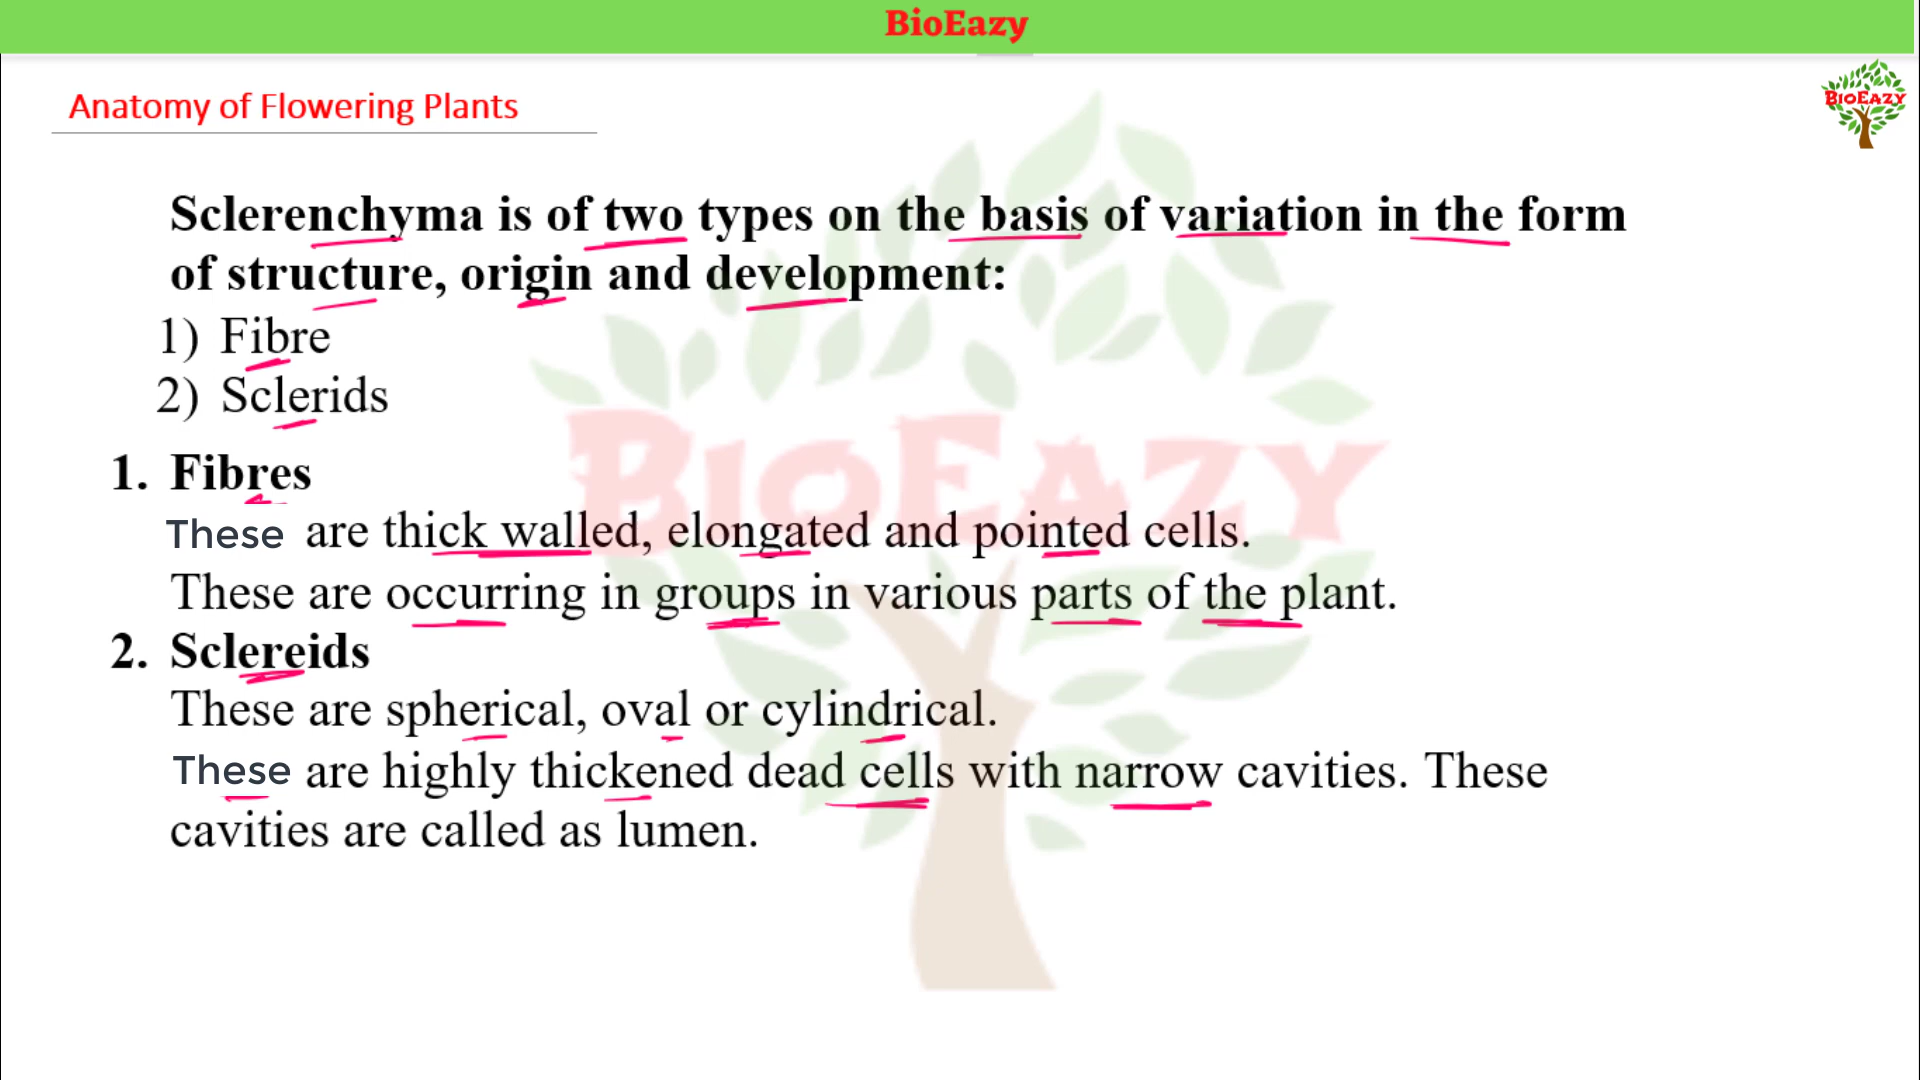 BioEazy
Anatomy of Flowering Plants
BIOEAZY
Sclerenchyma is of two types on the basis of variation in the form
of structure, origin and development:
1) Fibre
2) Sclerids
BIOEAZY
1. Fibres
These are thick walled, elongated and pointed cells.
These are occurring in groups in various parts of the plant.
2. Sclereids
These are spherical, oval or cylindrical.
These are highly thickened dead cells with narrow cavities. These
cavities are called as lumen.